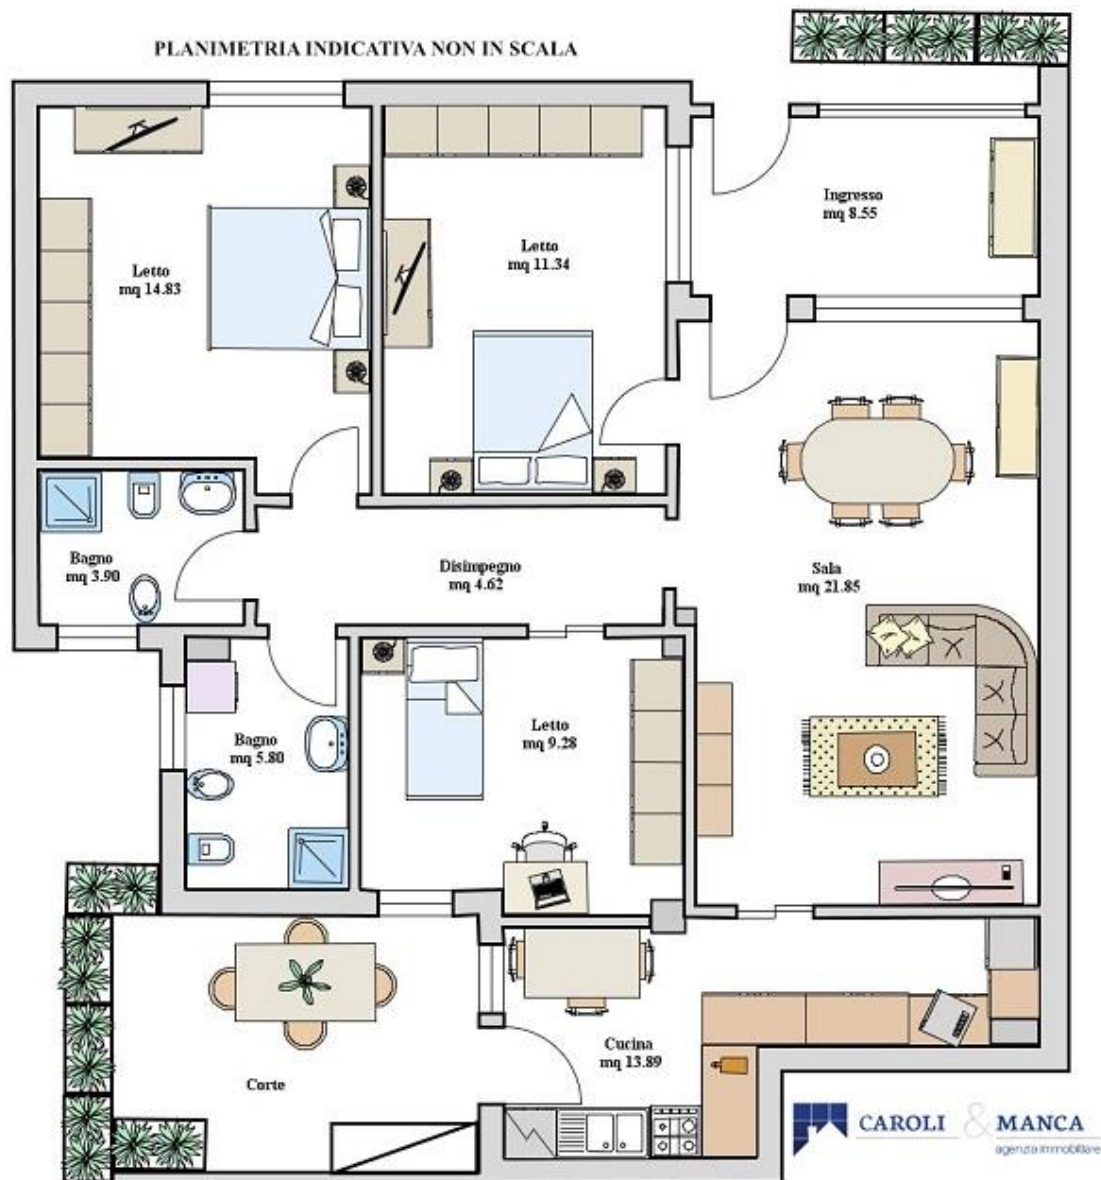 PLANIMETRIA INDICATIVA NON IN SCALA
Ingresso
mq 8.55
Letto
mq 14.83
Letto
mq 11.34
Bagno
mq 3.90
Disimpegno
mq 4.62
Sala
mq 21.85
Bagno
mq 5.80
Letto
mq 9.28
Cucina
mq 13.89
Corte
CAROLI & MANCA
agenzia immobiliare